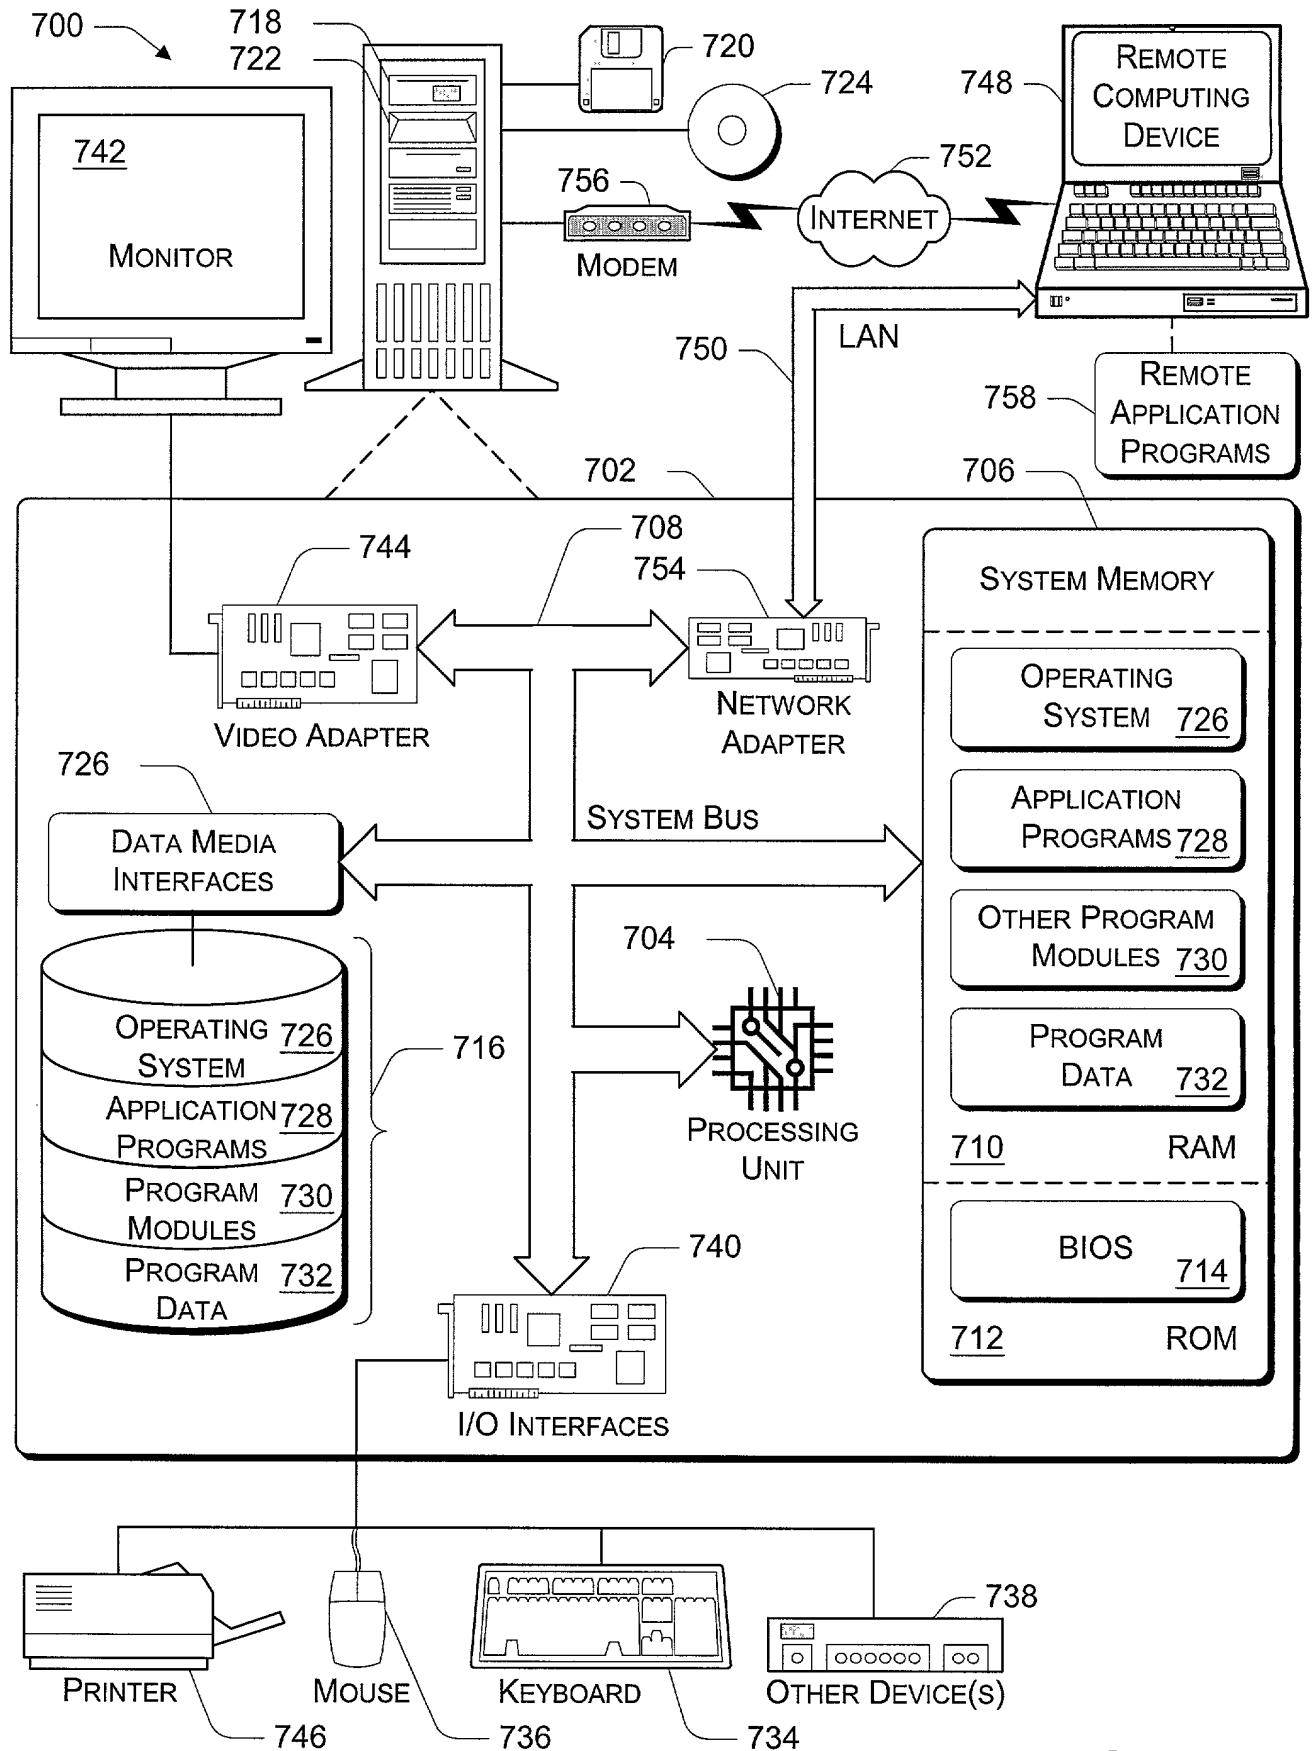 700
718
722
720
724
748
REMOTE
COMPUTING
DEVICE
742
MONITOR
756
MODEM
752
INTERNET
750
LAN
758
REMOTE
APPLICATION
PROGRAMS
702
706
744
708
754
VIDEO ADAPTER
NETWORK
ADAPTER
SYSTEM MEMORY
OPERATING
SYSTEM 726
APPLICATION
PROGRAMS 728
OTHER PROGRAM
MODULES 730
PROGRAM
DATA 732
710 RAM
BIOS
714
712 ROM
726
DATA MEDIA
INTERFACES
SYSTEM BUS
704
PROCESSING
UNIT
OPERATING 726
SYSTEM
APPLICATION 728
PROGRAMS
PROGRAM 730
MODULES
PROGRAM 732
DATA
716
740
I/O INTERFACES
PRINTER
746
MOUSE
736
KEYBOARD
734
738
OTHER DEVICE(S)